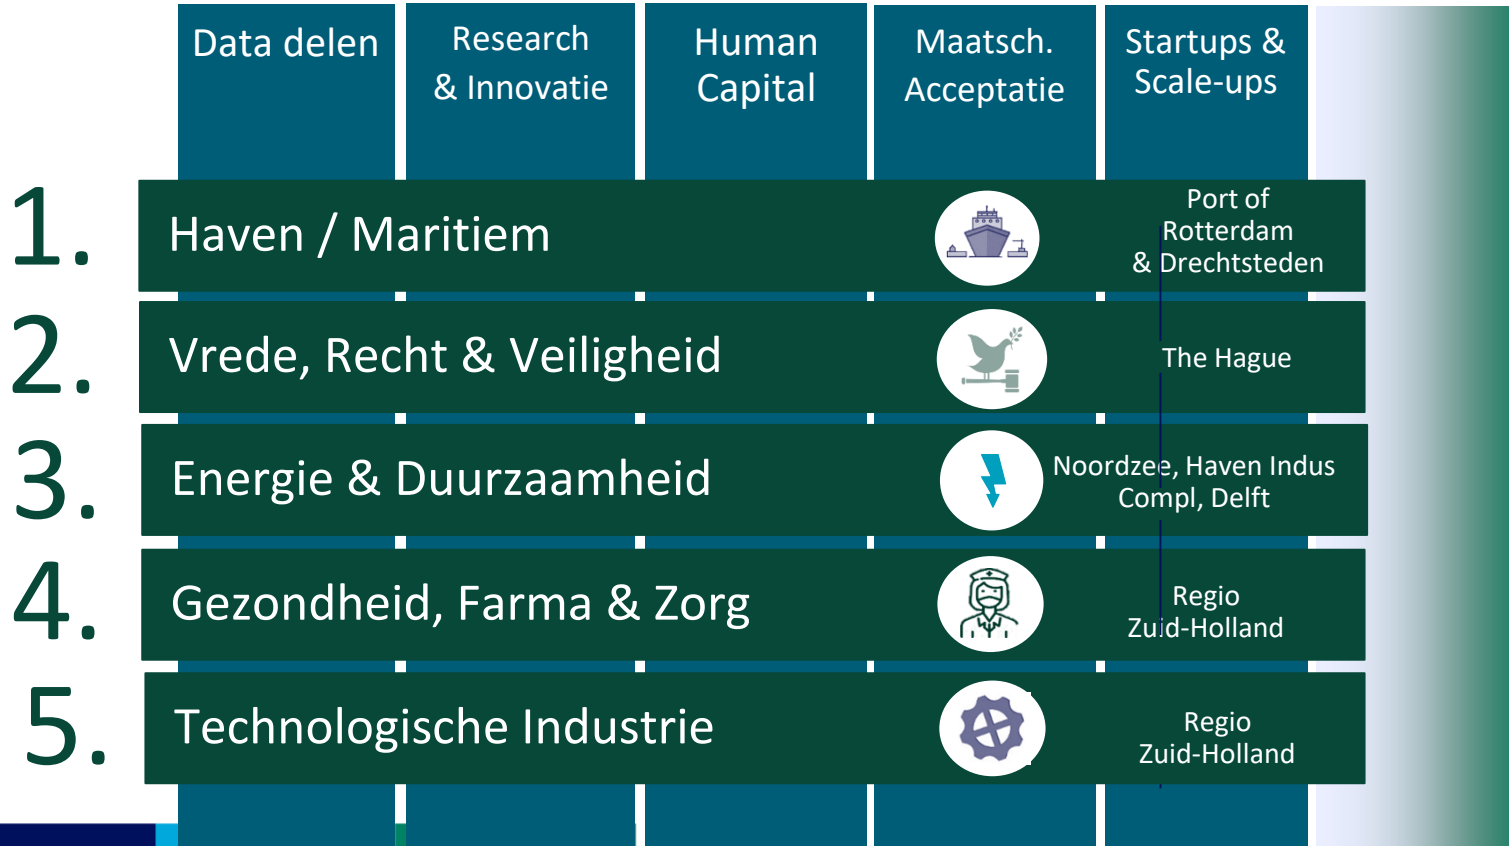 Data delen
Research
& Innovatie
Human
Capital
Maatsch.
Acceptatie
Startups &
Scale-ups
1.
Haven / Maritiem
Port of
Rotterdam
& Drechtsteden
2.
Vrede, Recht & Veiligheid
The Hague
3.
Energie & Duurzaamheid
Noordzee, Haven Indus
Compl, Delft
4.
Gezondheid, Farma & Zorg
Regio
Zuid-Holland
5.
Technologische Industrie
Regio
Zuid-Holland